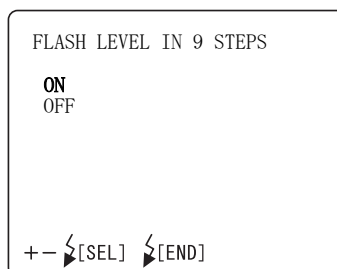 FLASH LEVEL IN 9 STEPS
ON
OFF
+− [SEL] [END]